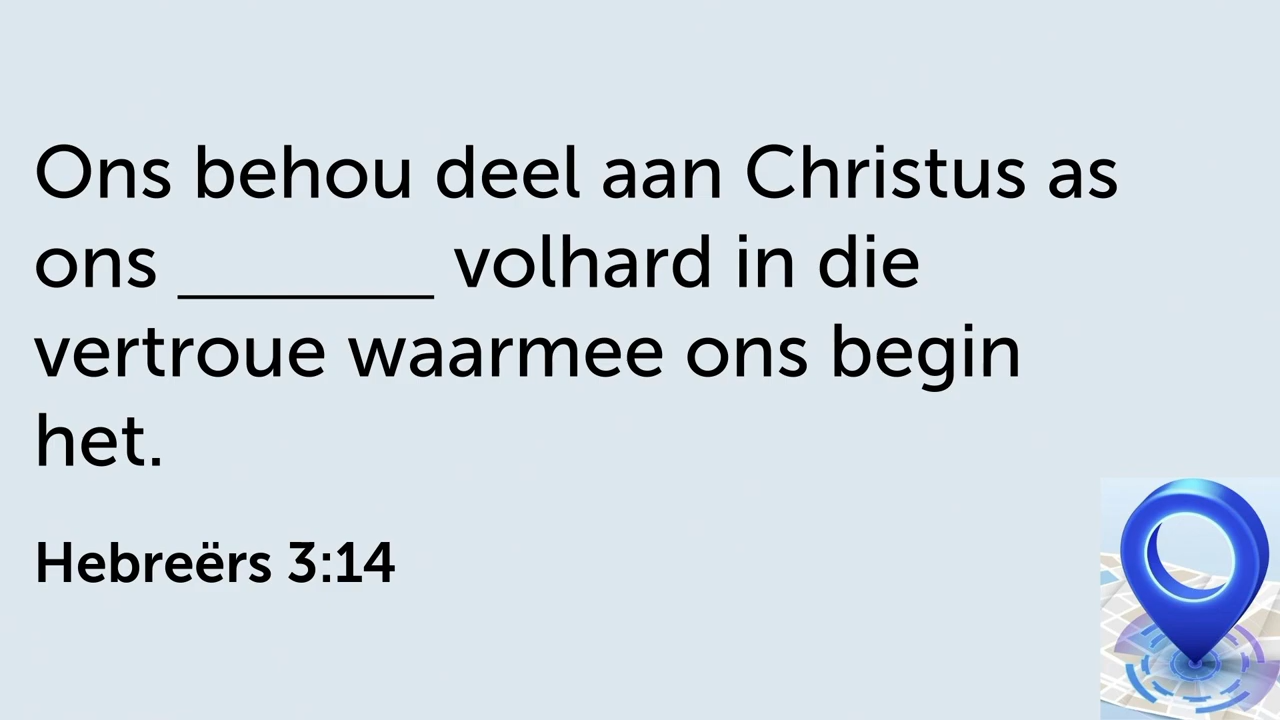 Ons behou deel aan Christus as
ons ________ volhard in die
vertroue waarmee ons begin
het.
Hebreërs 3:14